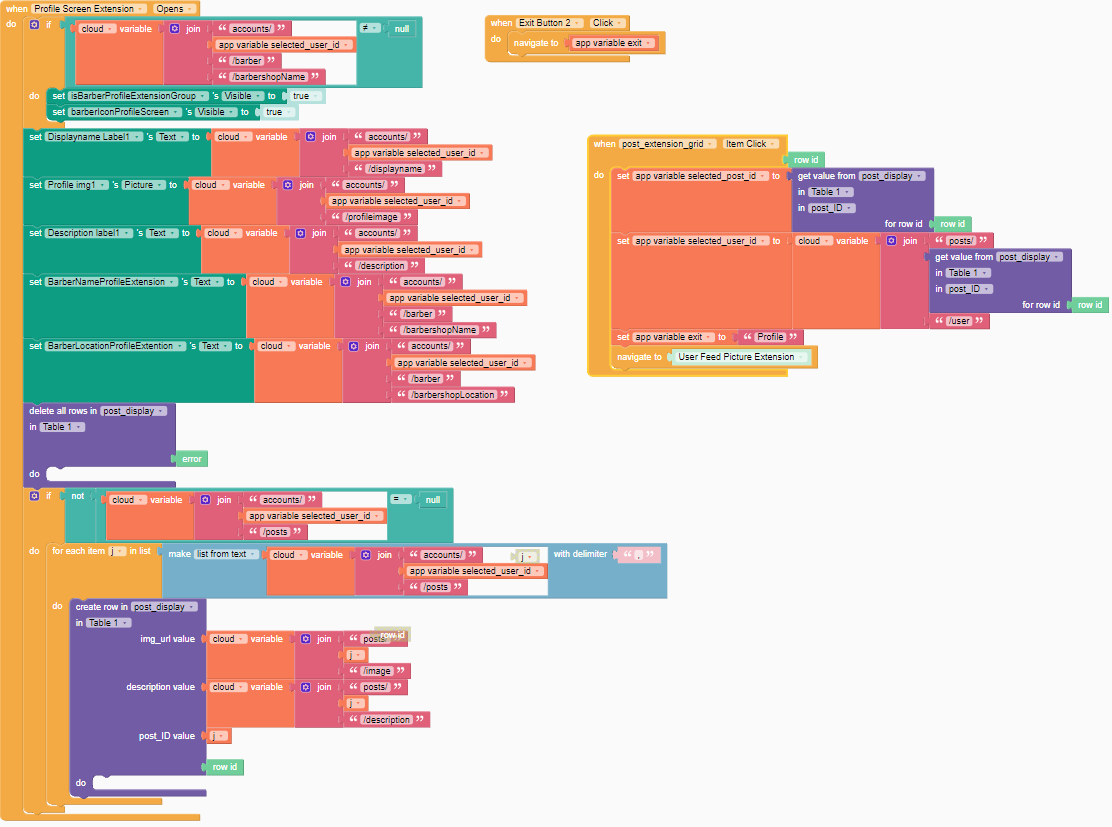 when Profile Screen Extension Opens
do if cloud variable join “ accounts/ ” ≠ null
app variable selected_user_id
“ /barber ”
“ /barbershopName ”
do set isBarberProfileExtensionGroup 's Visible to true
set barberIconProfileScreen 's Visible to true
set Displayname Label1 's Text to cloud variable join “ accounts/ ”
app variable selected_user_id
“ /displayname ”
set Profile img1 's Picture to cloud variable join “ accounts/ ”
app variable selected_user_id
“ /profileimage ”
set Description label1 's Text to cloud variable join “ accounts/ ”
app variable selected_user_id
“ /description ”
set BarberNameProfileExtension 's Text to cloud variable join “ accounts/ ”
app variable selected_user_id
“ /barber ”
“ /barbershopName ”
set BarberLocationProfileExtention 's Text to cloud variable join “ accounts/ ”
app variable selected_user_id
“ /barber ”
“ /barbershopLocation ”
delete all rows in post_display
in Table 1
error
do
if not cloud variable join “ accounts/ ” = null
app variable selected_user_id
“ /posts ”
do for each item j in list make list from text cloud variable join “ accounts/ ” j with delimiter “ , ”
app variable selected_user_id
“ /posts ”
do create row in post_display
in Table 1
row id
img_url value cloud variable join “ posts/
j
“ /image ”
description value cloud variable join “ posts/ ”
j
“ /description ”
post_ID value j
row id
do
when Exit Button 2 Click
do navigate to app variable exit
when post_extension_grid Item Click
row id
do set app variable selected_post_id to get value from post_display
in Table 1
in post_ID
for row id row id
set app variable selected_user_id to cloud variable join “ posts/ ”
get value from post_display
in Table 1
in post_ID
for row id row id
“ /user ”
set app variable exit to “ Profile ”
navigate to User Feed Picture Extension